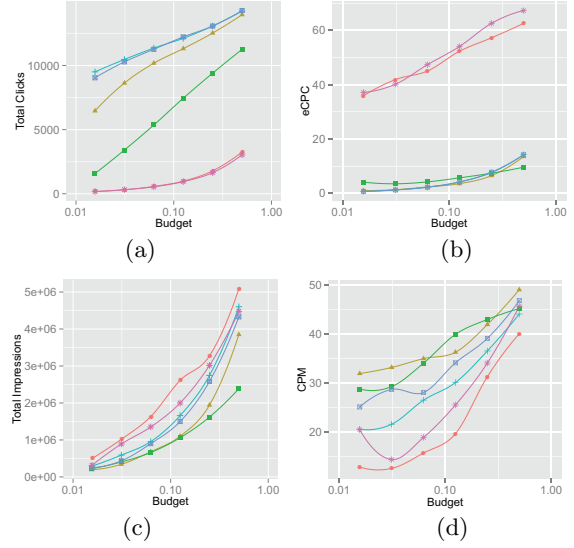 Total Clicks
10000
5000
0
0.01
0.10
1.00
Budget
(a)
eCPC
60
40
20
0
0.01
0.10
1.00
Budget
(b)
Total Impressions
5e+06
4e+06
3e+06
2e+06
1e+06
0e+00
0.01
0.10
1.00
Budget
(c)
CPM
50
40
30
20
0.01
0.10
1.00
Budget
(d)